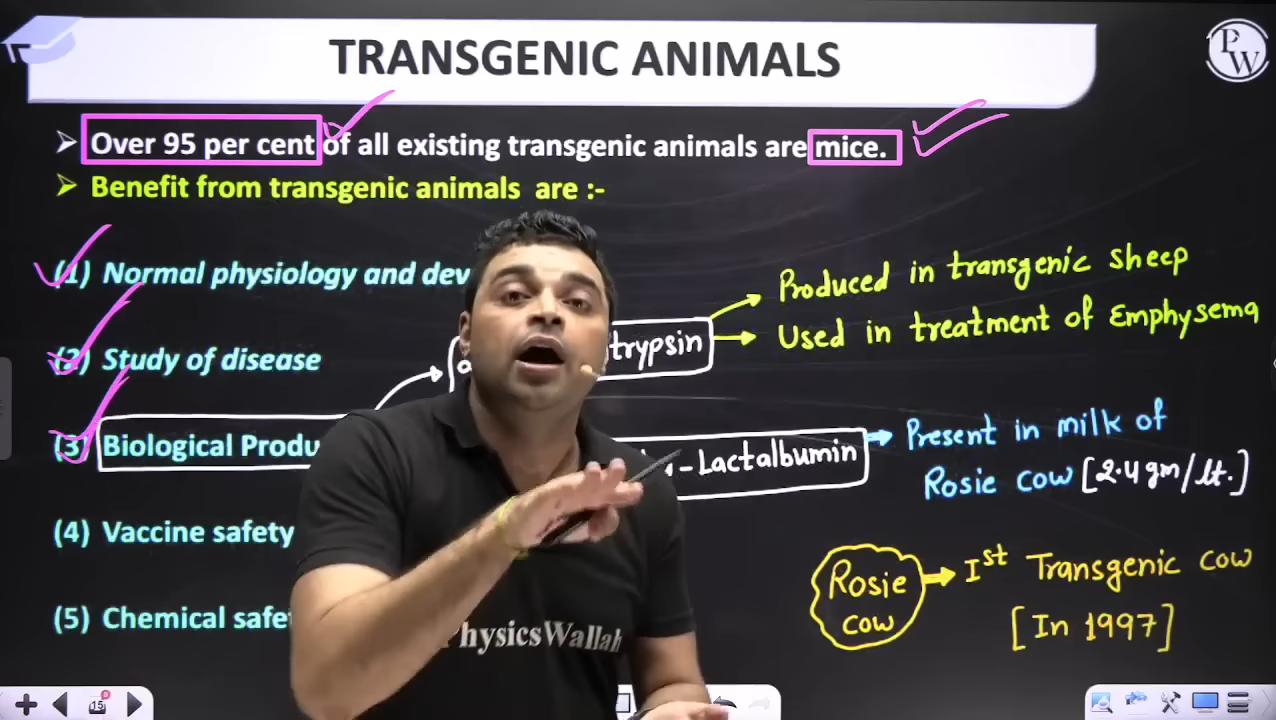 TRANSGENIC ANIMALS
PW
Over 95 per cent of all existing transgenic animals are mice.
Benefit from transgenic animals are :-
(1) Normal physiology and dev
Produced in transgenic sheep
trypsin
Used in treatment of Emphysema
(2) Study of disease
(3) Biological Produ
α-Lactalbumin
Present in milk of
Rosie cow [2.4 gm/lt.]
(4) Vaccine safety
Rosie
cow
Ist Transgenic cow
[In 1997]
(5) Chemical safe
PhysicsWallah
15